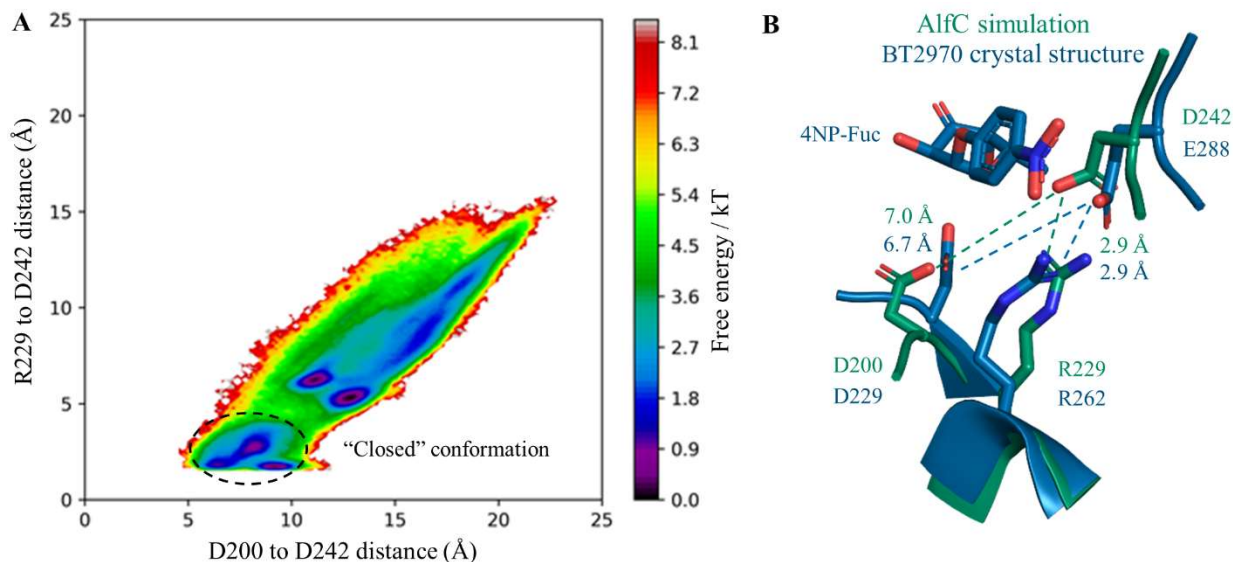 A
25
20
15
10
5
0
0
5
10
15
20
25
R229 to D242 distance (Å)
D200 to D242 distance (Å)
“Closed” conformation
8.1
7.2
6.3
5.4
4.5
3.6
2.7
1.8
0.9
0.0
Free energy / kT
B
AlfC simulation
BT2970 crystal structure
4NP-Fuc
D242
E288
7.0 Å
6.7 Å
2.9 Å
2.9 Å
D200
D229
R229
R262